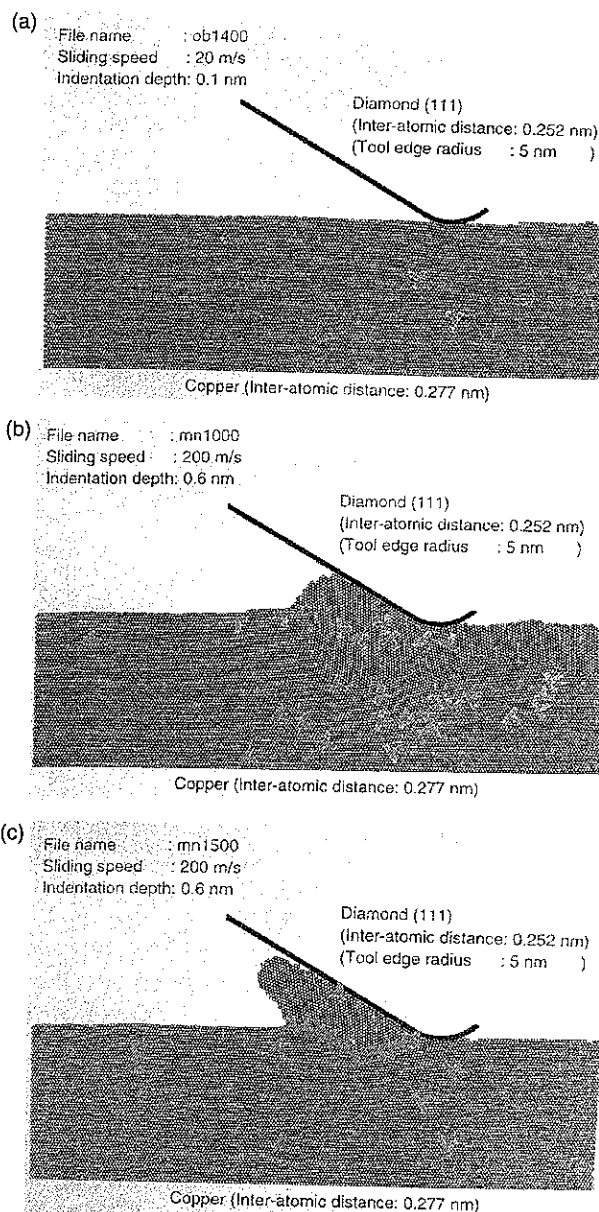 (a)
File name : ob1400
Sliding speed : 20 m/s
Indentation depth: 0.1 nm
Diamond (111)
(Inter-atomic distance: 0.252 nm)
(Tool edge radius : 5 nm )
Copper (Inter-atomic distance: 0.277 nm)
(b)
File name : mn1000
Sliding speed : 200 m/s
Indentation depth: 0.6 nm
Diamond (111)
(Inter-atomic distance: 0.252 nm)
(Tool edge radius : 5 nm )
Copper (Inter-atomic distance: 0.277 nm)
(c)
File name : mn1500
Sliding speed : 200 m/s
Indentation depth: 0.6 nm
Diamond (111)
(Inter-atomic distance: 0.252 nm)
(Tool edge radius : 5 nm )
Copper (Inter-atomic distance: 0.277 nm)